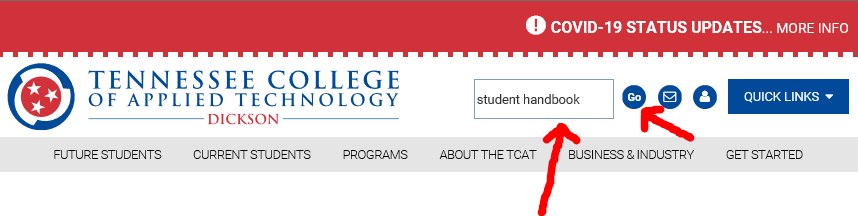 COVID-19 STATUS UPDATES... MORE INFO
TENNESSEE COLLEGE
OF APPLIED TECHNOLOGY
DICKSON
student handbook
Go
QUICK LINKS
FUTURE STUDENTS CURRENT STUDENTS PROGRAMS ABOUT THE TCAT BUSINESS & INDUSTRY GET STARTED